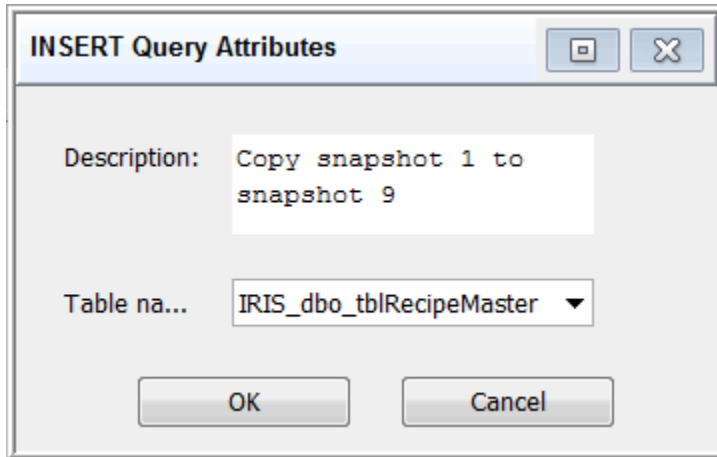 INSERT Query Attributes
Description: Copy snapshot 1 to
snapshot 9
Table na... IRIS_dbo_tblRecipeMaster
OK Cancel